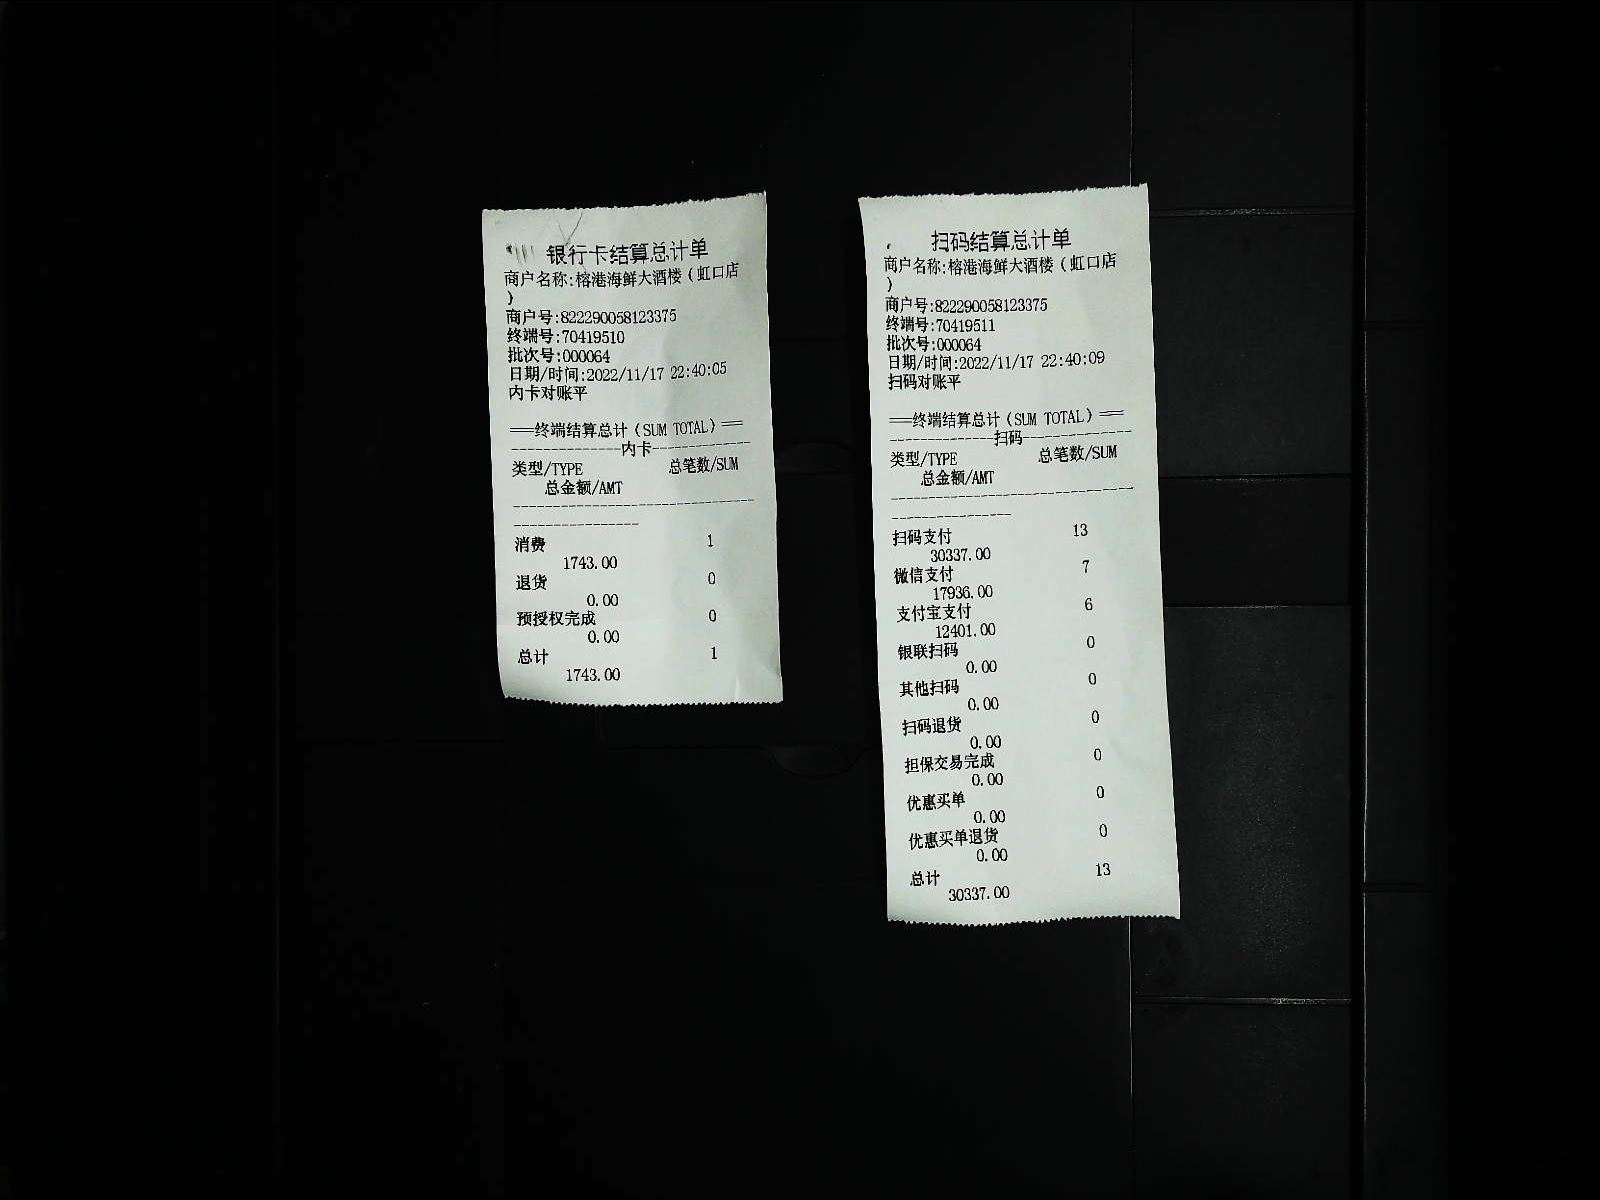 银行卡结算总计单
商户名称:榕港海鲜大酒楼（虹口店
）
商户号:822290058123375
终端号:70419510
批次号:000064
日期/时间:2022/11/17 22:40:05
内卡对账平
==终端结算总计（SUM TOTAL）==
---------------内卡---------------
类型/TYPE 总笔数/SUM
总金额/AMT
消费 1
1743.00
退货 0
0.00
预授权完成 0
0.00
总计 1
1743.00
扫码结算总计单
商户名称:榕港海鲜大酒楼（虹口店
）
商户号:822290058123375
终端号:70419511
批次号:000064
日期/时间:2022/11/17 22:40:09
扫码对账平
==终端结算总计（SUM TOTAL）==
---------------扫码---------------
类型/TYPE 总笔数/SUM
总金额/AMT
扫码支付 13
30337.00
微信支付 7
17936.00
支付宝支付 6
12401.00
银联扫码 0
0.00
其他扫码 0
0.00
扫码退货 0
0.00
担保交易完成 0
0.00
优惠买单 0
0.00
优惠买单退货 0
0.00
总计 13
30337.00